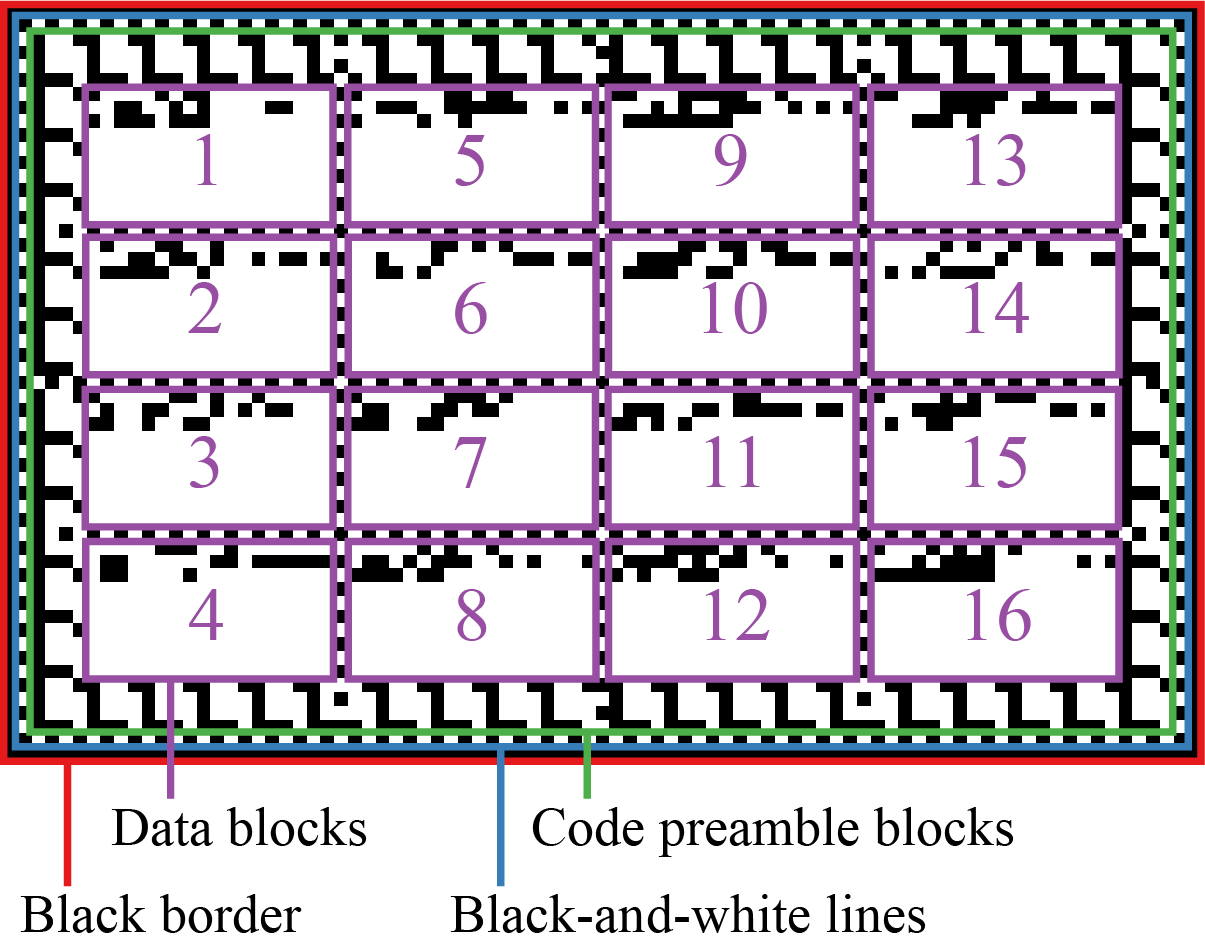 1 5 9 13
2 6 10 14
3 7 11 15
4 8 12 16
Data blocks Code preamble blocks
Black border Black-and-white lines